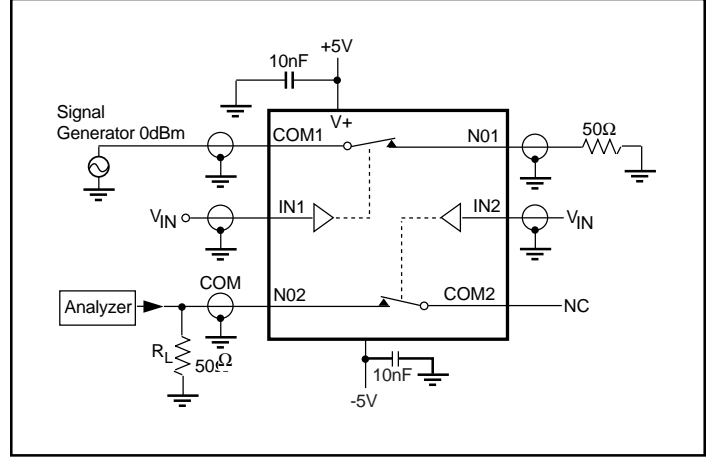 +5V
10nF
Signal
Generator 0dBm
V+
COM1
N01
50Ω
VIN
IN1
IN2
VIN
Analyzer
COM
N02
COM2
NC
RL
50Ω
10nF
-5V